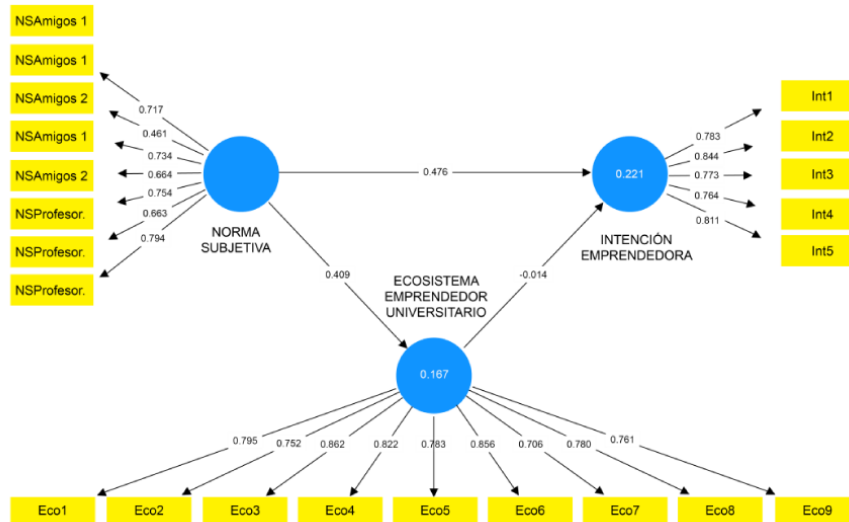 NSAmigos 1
NSAmigos 1
NSAmigos 2
NSAmigos 1
NSAmigos 2
NSProfesor.
NSProfesor.
NSProfesor.
0.717
0.461
0.734
0.664
0.754
0.663
0.794
NORMA
SUBJETIVA
0.476
0.409
-0.014
0.221
INTENCIÓN
EMPRENDEDORA
0.783
0.844
0.773
0.764
0.811
Int1
Int2
Int3
Int4
Int5
ECOSISTEMA
EMPRENDEDOR
UNIVERSITARIO
0.167
0.795
0.752
0.862
0.822
0.783
0.856
0.706
0.780
0.761
Eco1
Eco2
Eco3
Eco4
Eco5
Eco6
Eco7
Eco8
Eco9